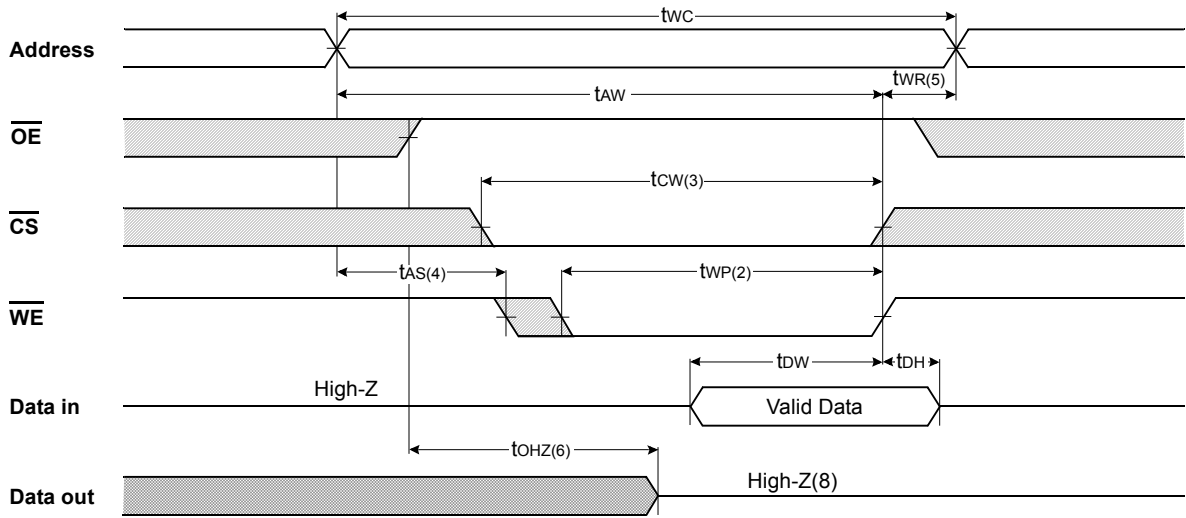 tWC
Address
tAW
tWR(5)
OE
tCW(3)
CS
tAS(4)
tWP(2)
WE
tDW
tDH
High-Z
Data in
Valid Data
tOHZ(6)
High-Z(8)
Data out